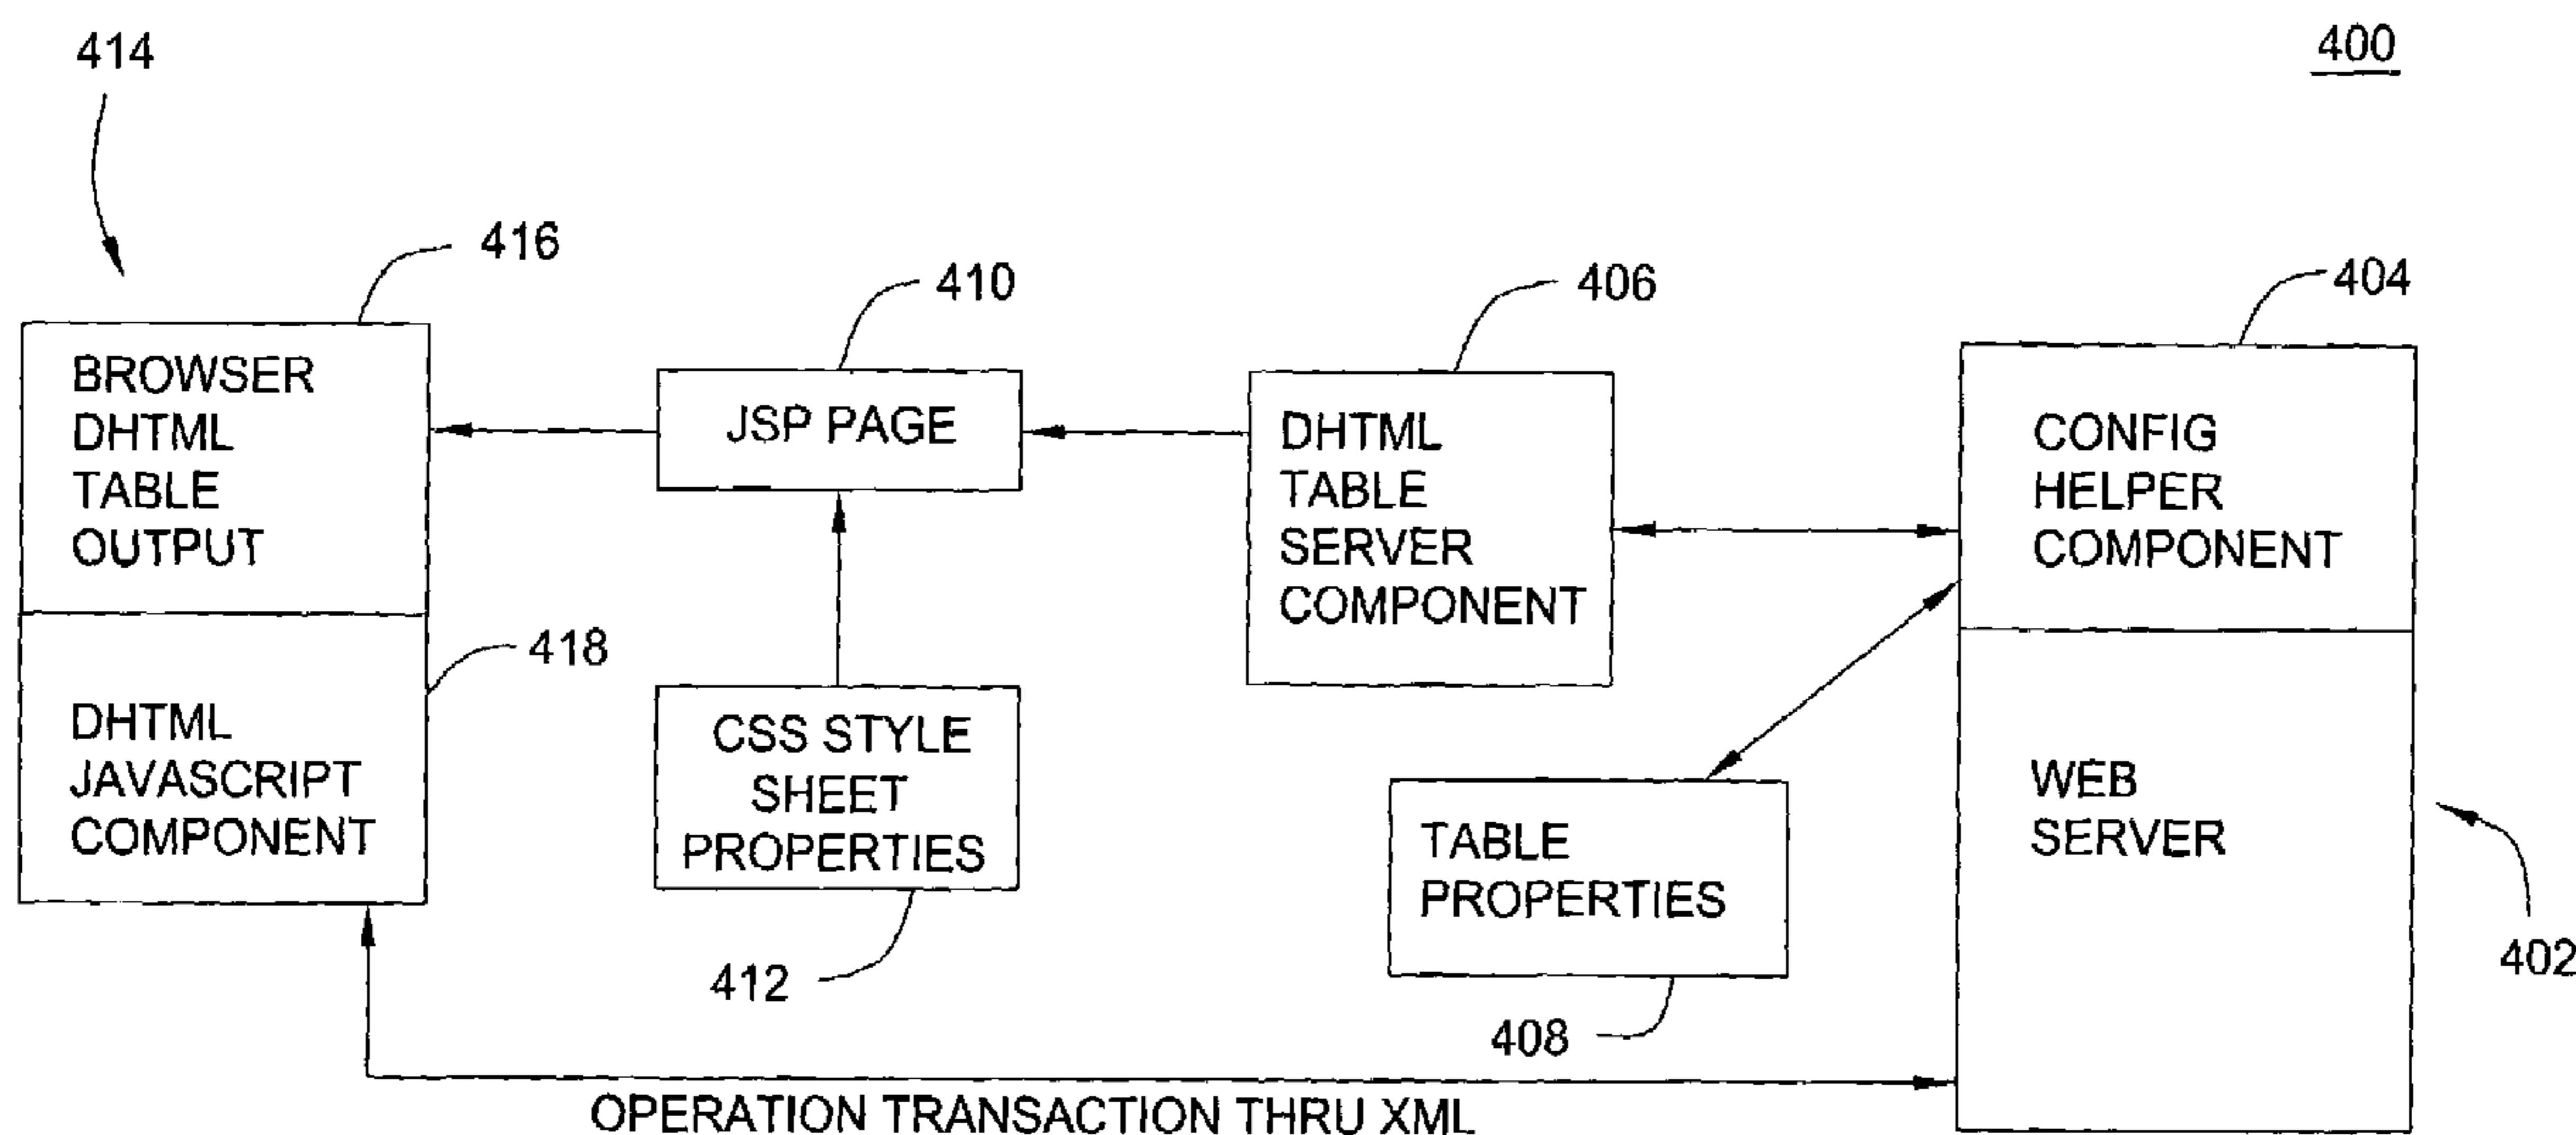 414
400
416
410
406
404
BROWSER
DHTML
TABLE
OUTPUT
JSP PAGE
DHTML
TABLE
SERVER
COMPONENT
CONFIG
HELPER
COMPONENT
418
DHTML
JAVASCRIPT
COMPONENT
CSS STYLE
SHEET
PROPERTIES
412
TABLE
PROPERTIES
408
WEB
SERVER
402
OPERATION TRANSACTION THRU XML